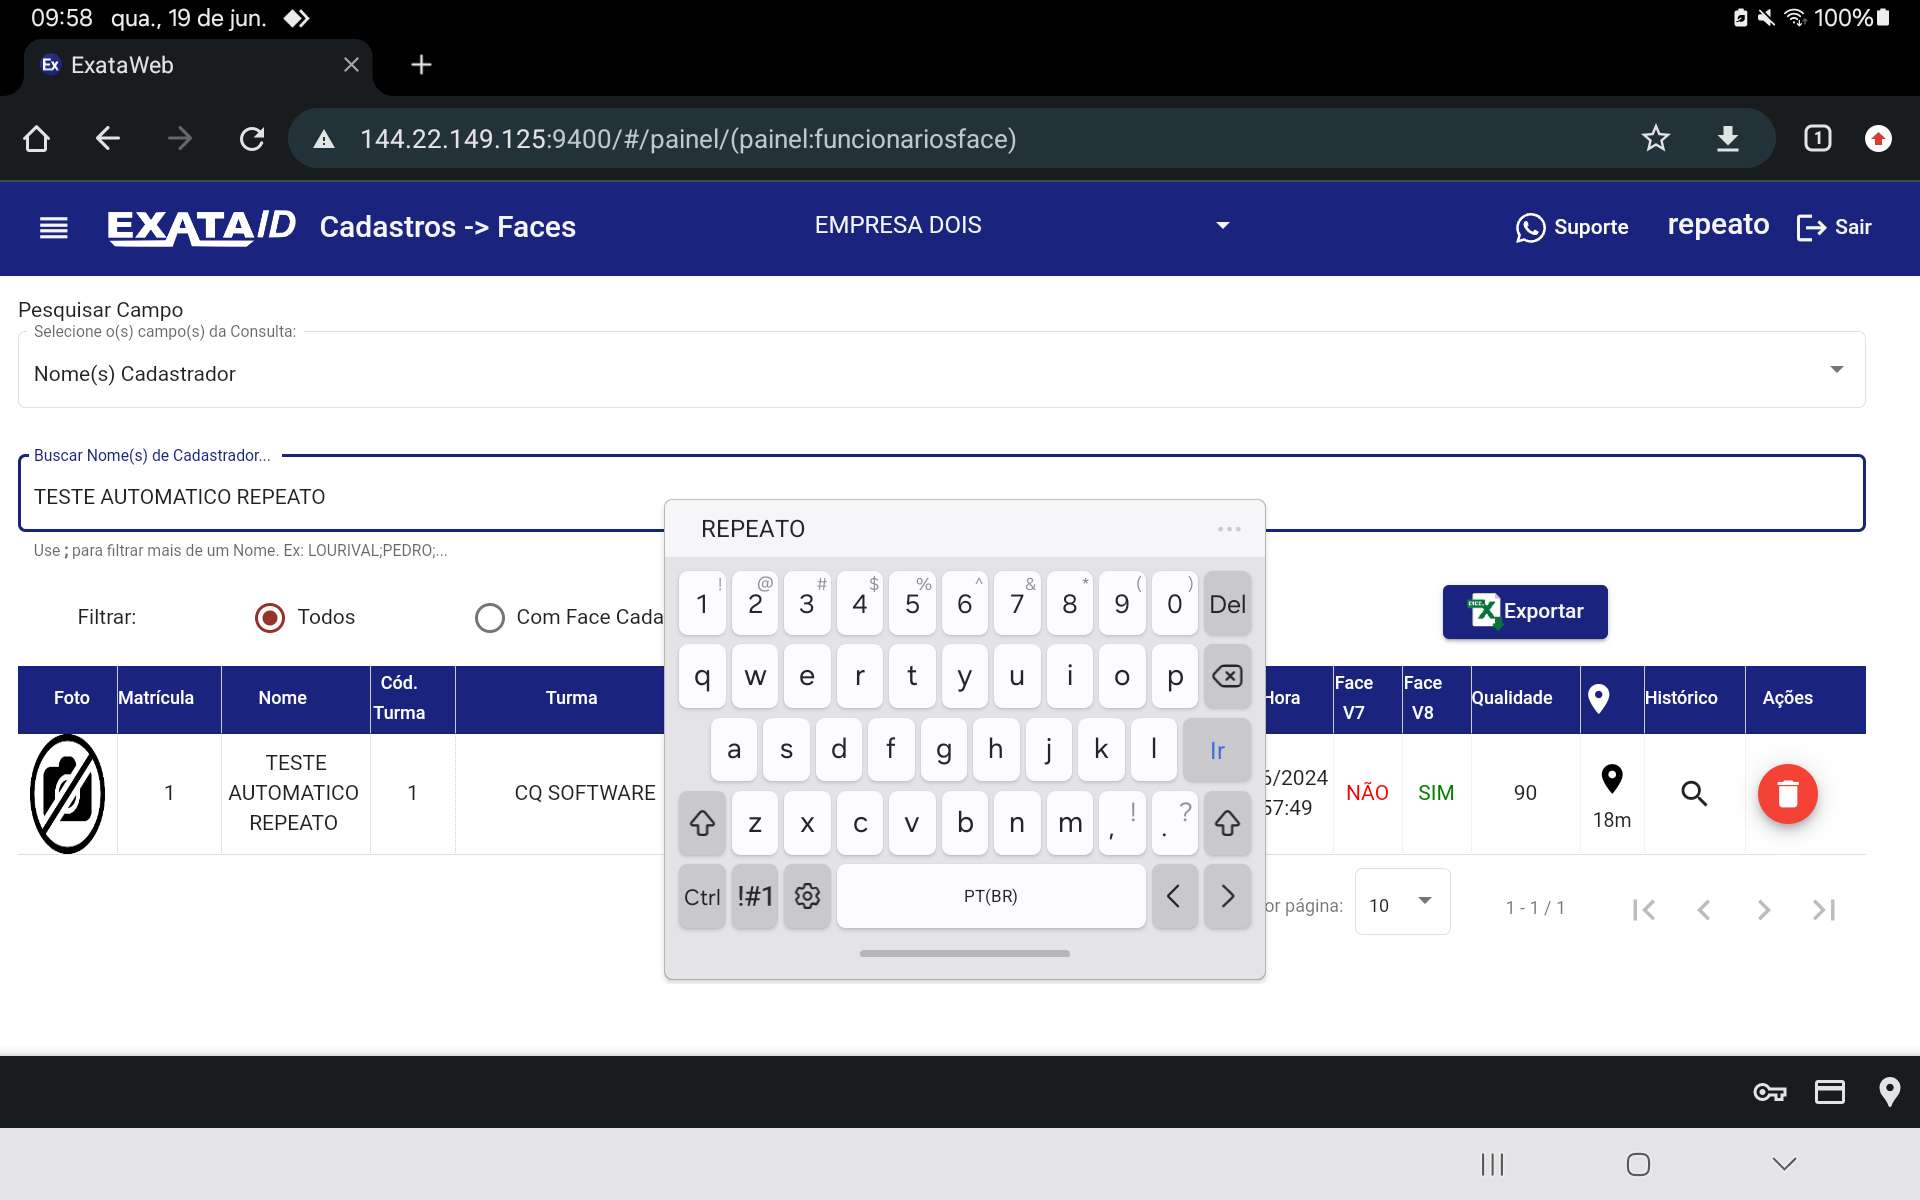 09:58 qua., 19 de jun. 100%
Ex ExataWeb
144.22.149.125:9400/#/painel/(painel:funcionariosface) 1
EXATA/D Cadastros -> Faces EMPRESA DOIS Suporte repeato Sair
Pesquisar Campo
Selecione o(s) campo(s) da Consulta:
Nome(s) Cadastrador
Buscar Nome(s) de Cadastrador...
TESTE AUTOMATICO REPEATO
Use ; para filtrar mais de um Nome. Ex: LOURIVAL;PEDRO;...
REPEATO
! @ # $ % ^ & * ( )
1 2 3 4 5 6 7 8 9 0 Del
q w e r t y u i o p
a s d f g h j k l Ir
z x c v b n m , ! . ?
Ctrl !#1 PT(BR)
Filtrar: Todos Com Face Cada Exportar
Foto Matrícula Nome Cód. Turma Turma Hora Face V7 Face V8 Qualidade Histórico Ações
1 TESTE AUTOMATICO REPEATO 1 CQ SOFTWARE 6/2024 57:49 NÃO SIM 90 18m
or página: 10 1 - 1 / 1